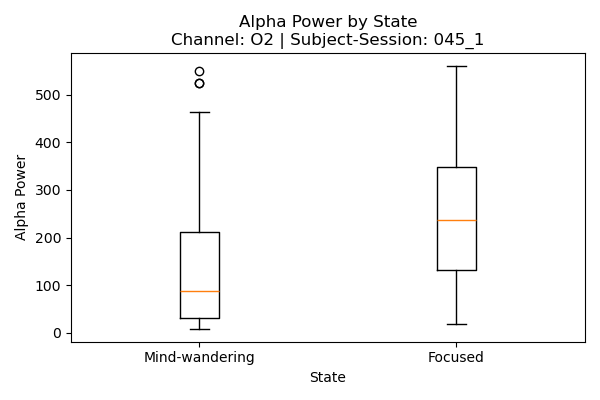 Alpha Power by State
Channel: O2 | Subject-Session: 045_1
500
400
300
200
100
0
Alpha Power
Mind-wandering
Focused
State